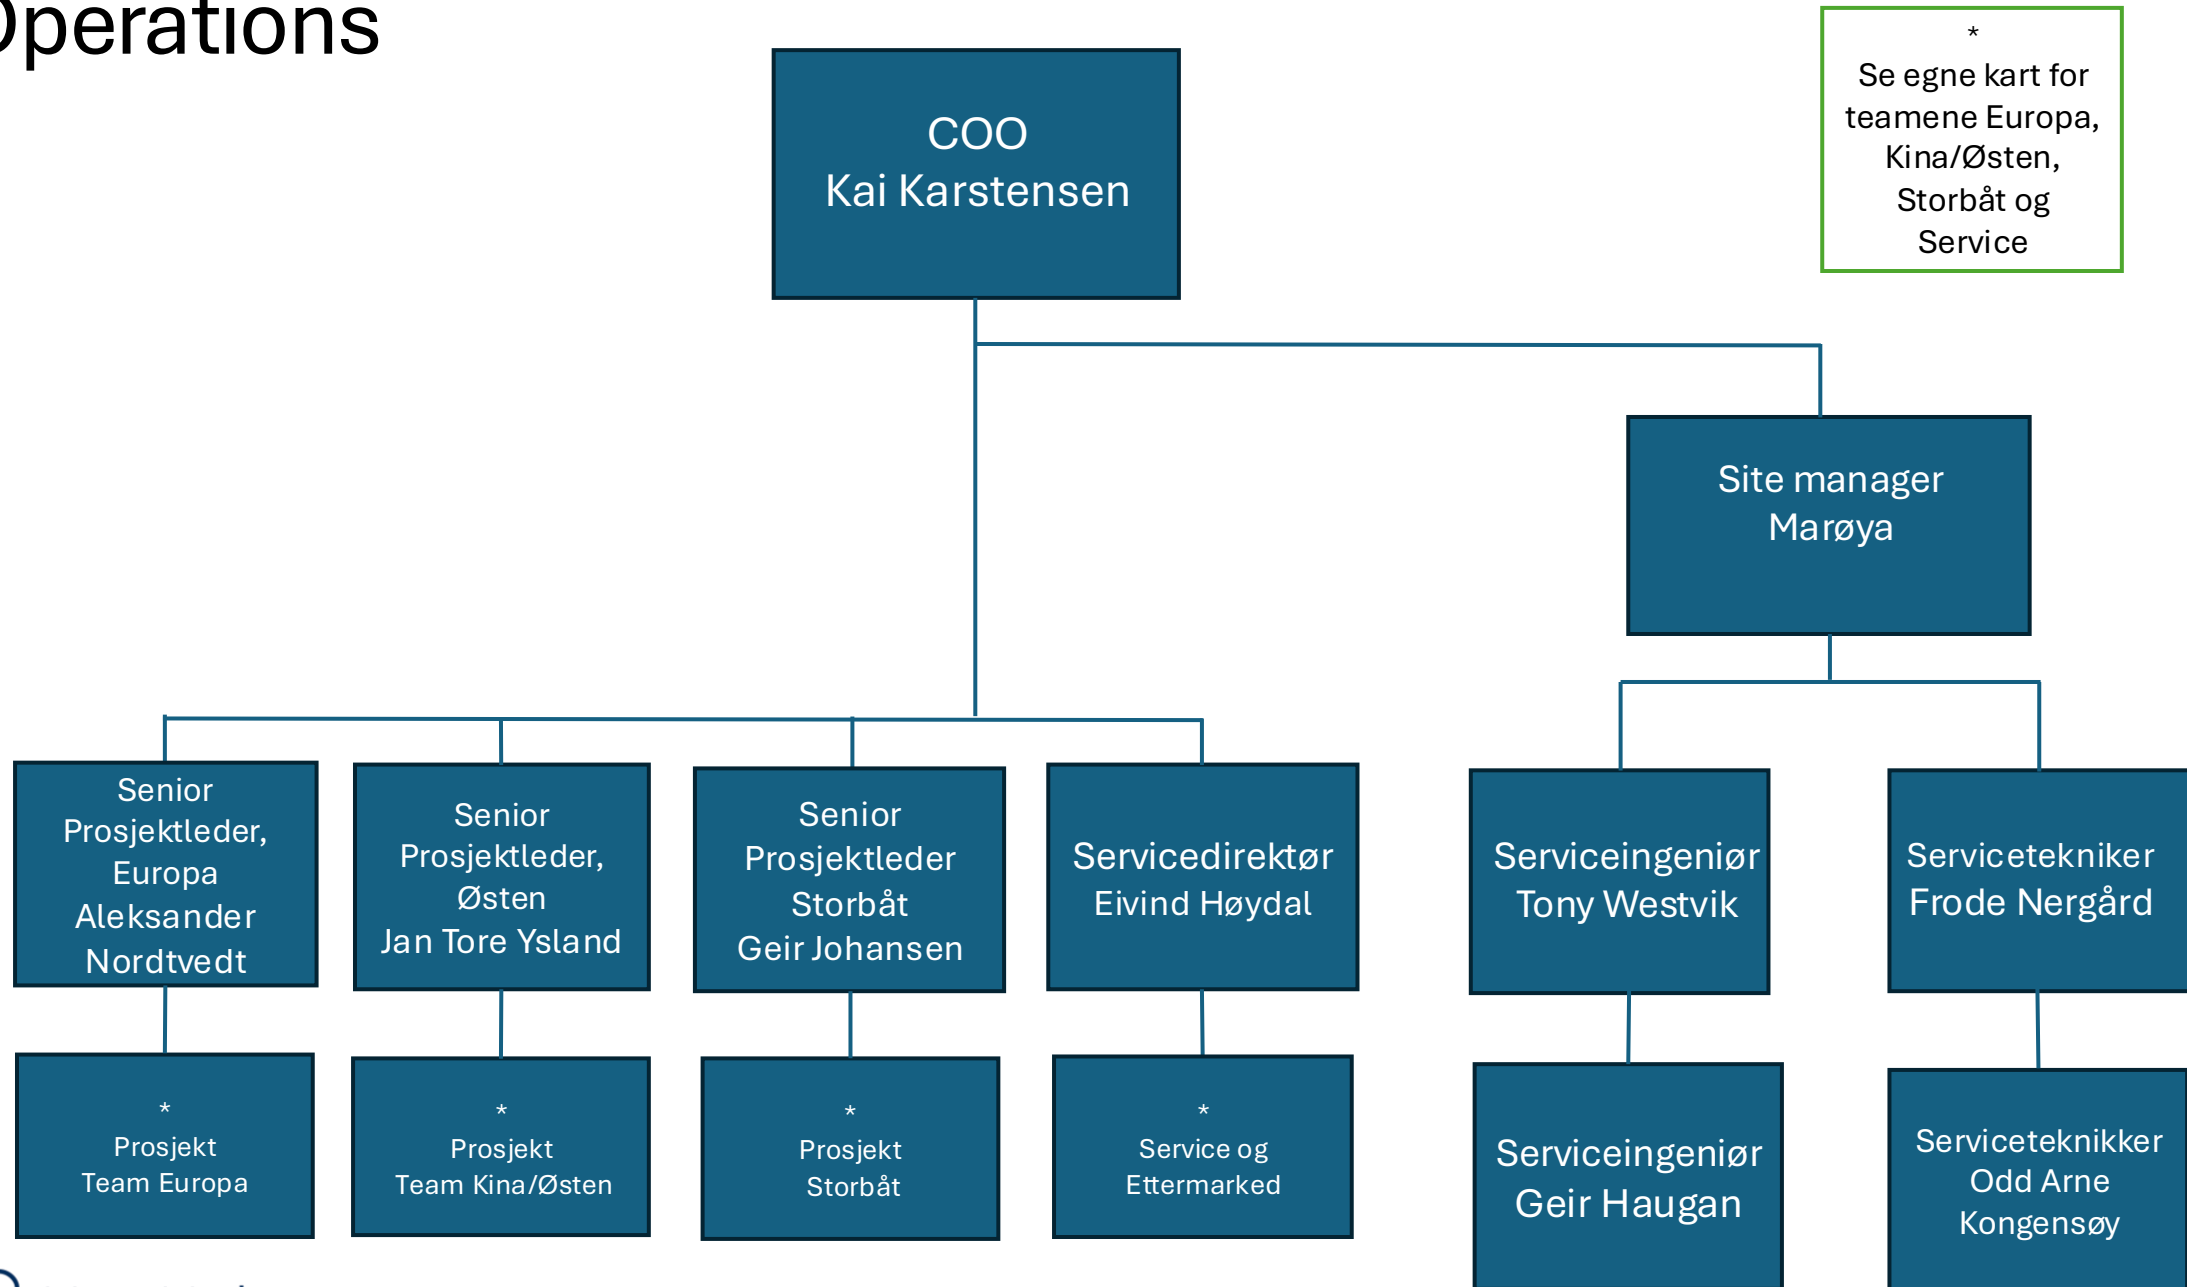 Operations
*
Se egne kart for
teamene Europa,
Kina/Østen,
Storbåt og
Service
COO
Kai Karstensen
Site manager
Marøya
Senior
Prosjektleder,
Europa
Aleksander
Nordtvedt
Senior
Prosjektleder,
Østen
Jan Tore Ysland
Senior
Prosjektleder
Storbåt
Geir Johansen
Servicedirektør
Eivind Høydal
Serviceingeniør
Tony Westvik
Servicetekniker
Frode Nergård
*
Prosjekt
Team Europa
*
Prosjekt
Team Kina/Østen
*
Prosjekt
Storbåt
*
Service og
Ettermarked
Serviceingeniør
Geir Haugan
Serviceteknikker
Odd Arne
Kongensøy